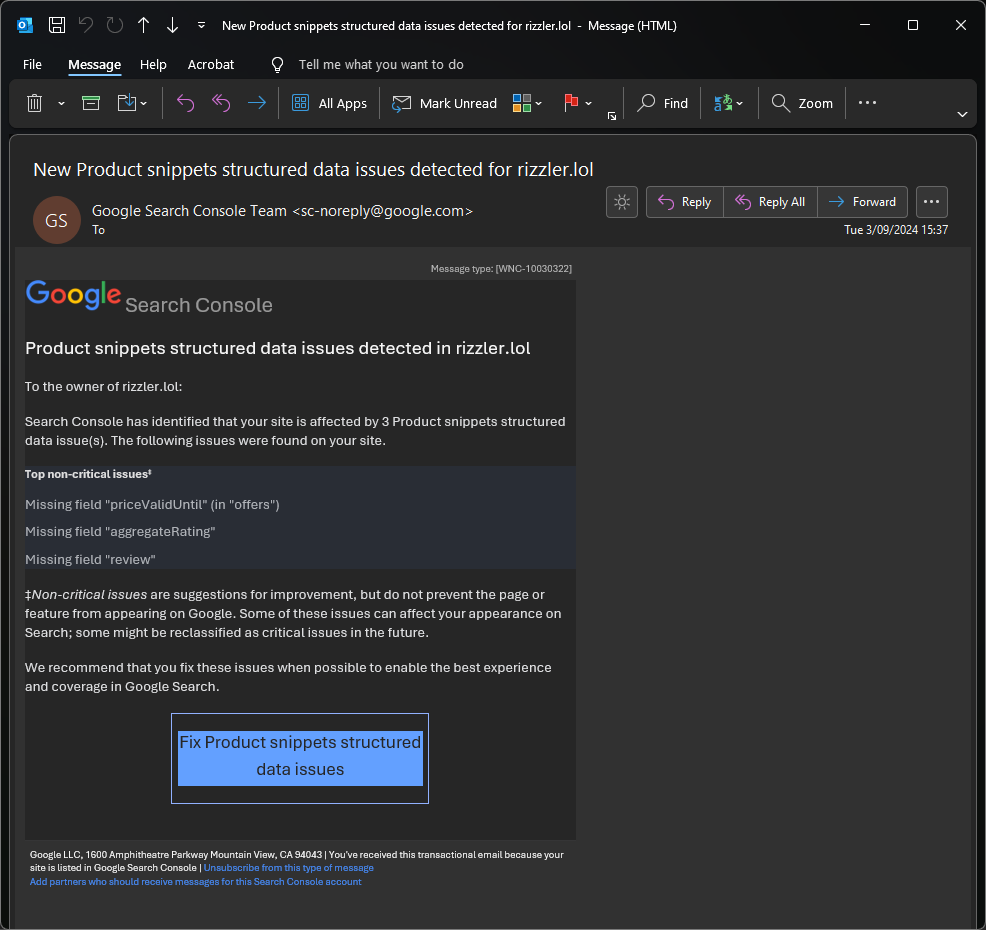 New Product snippets structured data issues detected for rizzler.lol - Message (HTML)
File Message Help Acrobat Tell me what you want to do
All Apps Mark Unread Find Zoom
New Product snippets structured data issues detected for rizzler.lol
GS
Google Search Console Team <sc-noreply@google.com>
To
Reply Reply All Forward
Tue 3/09/2024 15:37
Message type: [WNC-10030322]
Google Search Console
Product snippets structured data issues detected in rizzler.lol
To the owner of rizzler.lol:
Search Console has identified that your site is affected by 3 Product snippets structured
data issue(s). The following issues were found on your site.
Top non-critical issues‡
Missing field "priceValidUntil" (in "offers")
Missing field "aggregateRating"
Missing field "review"
‡Non-critical issues are suggestions for improvement, but do not prevent the page or
feature from appearing on Google. Some of these issues can affect your appearance on
Search; some might be reclassified as critical issues in the future.
We recommend that you fix these issues when possible to enable the best experience
and coverage in Google Search.
Fix Product snippets structured
data issues
Google LLC, 1600 Amphitheatre Parkway Mountain View, CA 94043 | You've received this transactional email because your
site is listed in Google Search Console | Unsubscribe from this type of message
Add partners who should receive messages for this Search Console account